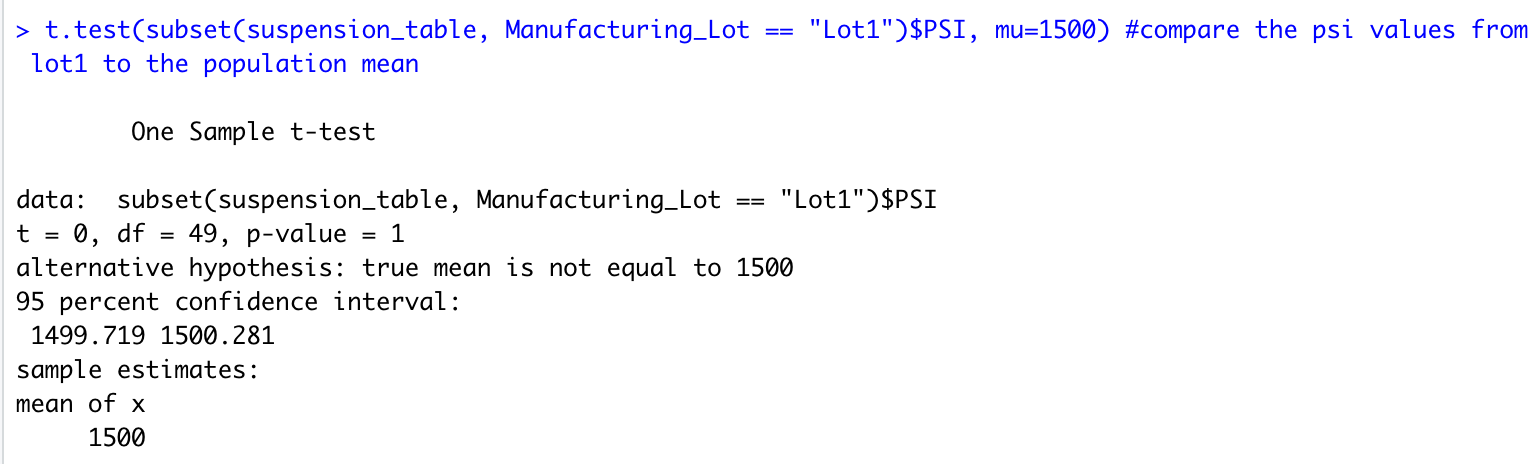 > t.test(subset(suspension_table, Manufacturing_Lot == "Lot1")$PSI, mu=1500) #compare the psi values from
lot1 to the population mean
One Sample t-test
data:  subset(suspension_table, Manufacturing_Lot == "Lot1")$PSI
t = 0, df = 49, p-value = 1
alternative hypothesis: true mean is not equal to 1500
95 percent confidence interval:
1499.719 1500.281
sample estimates:
mean of x
1500